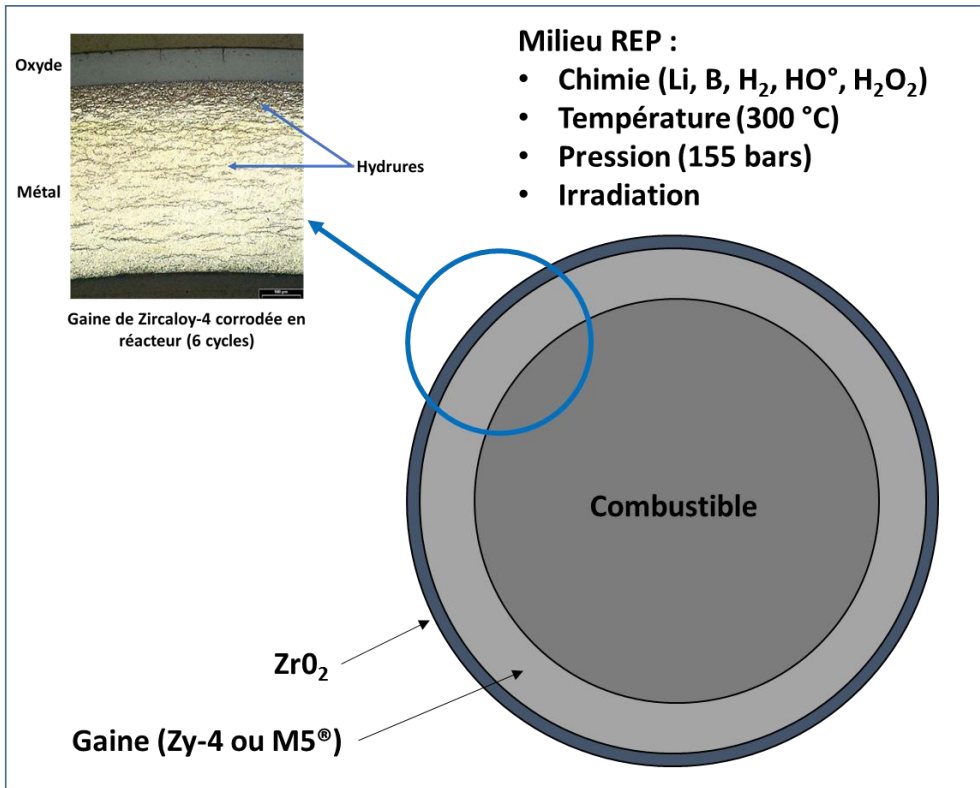 Oxyde
Hydrures
Métal
Gaine de Zircaloy-4 corrodée en
réacteur (6 cycles)
Milieu REP :
• Chimie (Li, B, H₂, HO°, H₂O₂)
• Température (300 °C)
• Pression (155 bars)
• Irradiation
Combustible
Zr0₂
Gaine (Zy-4 ou M5®)